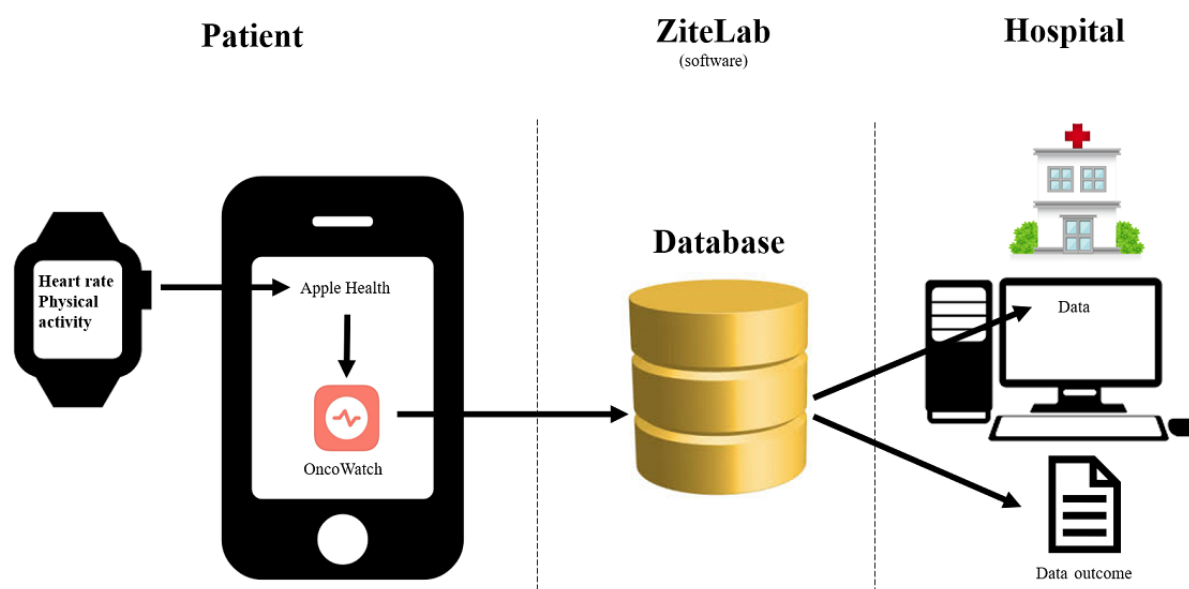 Patient
ZiteLab
(software)
Hospital
Heart rate
Physical
activity
Apple Health
OncoWatch
Database
Data
Data outcome